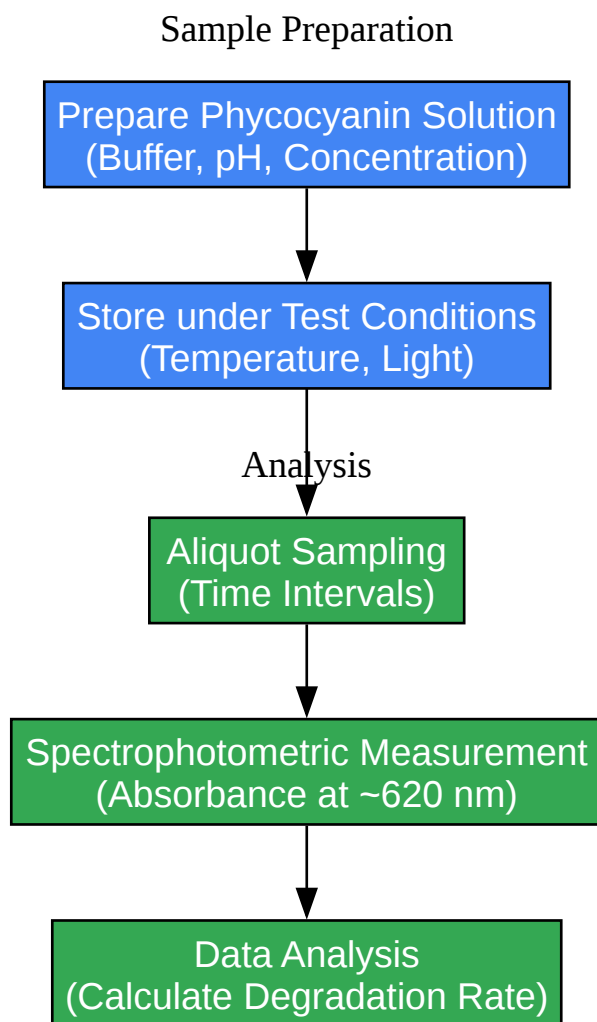 Sample Preparation
Prepare Phycocyanin Solution
(Buffer, pH, Concentration)
Store under Test Conditions
(Temperature, Light)
Analysis
Aliquot Sampling
(Time Intervals)
Spectrophotometric Measurement
(Absorbance at ~620 nm)
Data Analysis
(Calculate Degradation Rate)